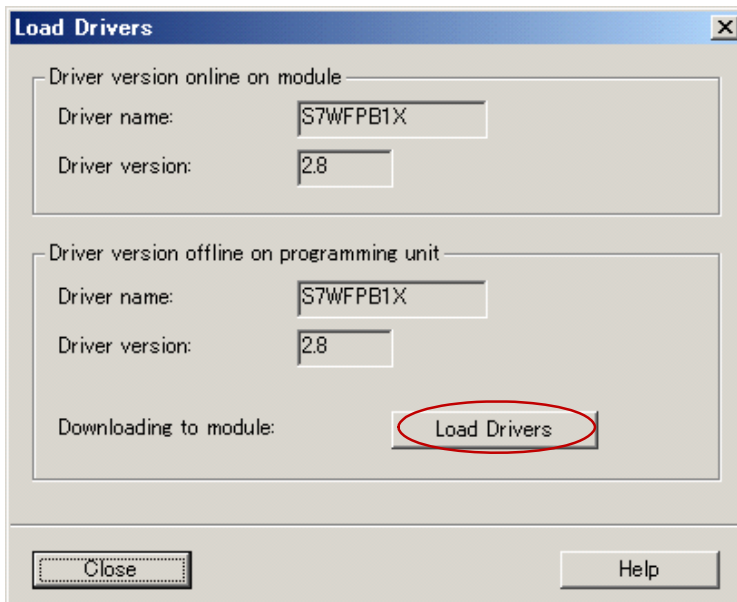 Load Drivers
Driver version online on module
Driver name: S7WFPB1X
Driver version: 2.8
Driver version offline on programming unit
Driver name: S7WFPB1X
Driver version: 2.8
Downloading to module: Load Drivers
Close Help